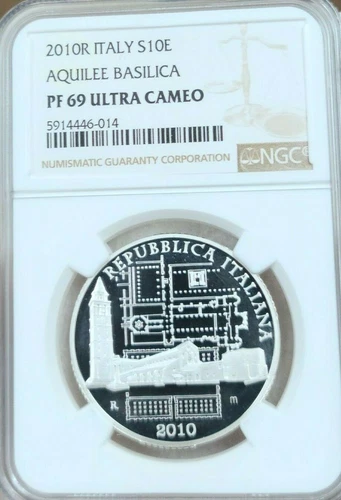 2010R ITALY S10E
AQUILEE BASILICA
PF 69 ULTRA CAMEO
5914446-014
NUMISMATIC GUARANTY CORPORATION
NGC
REPUBBLICA ITALIANA
R
2010